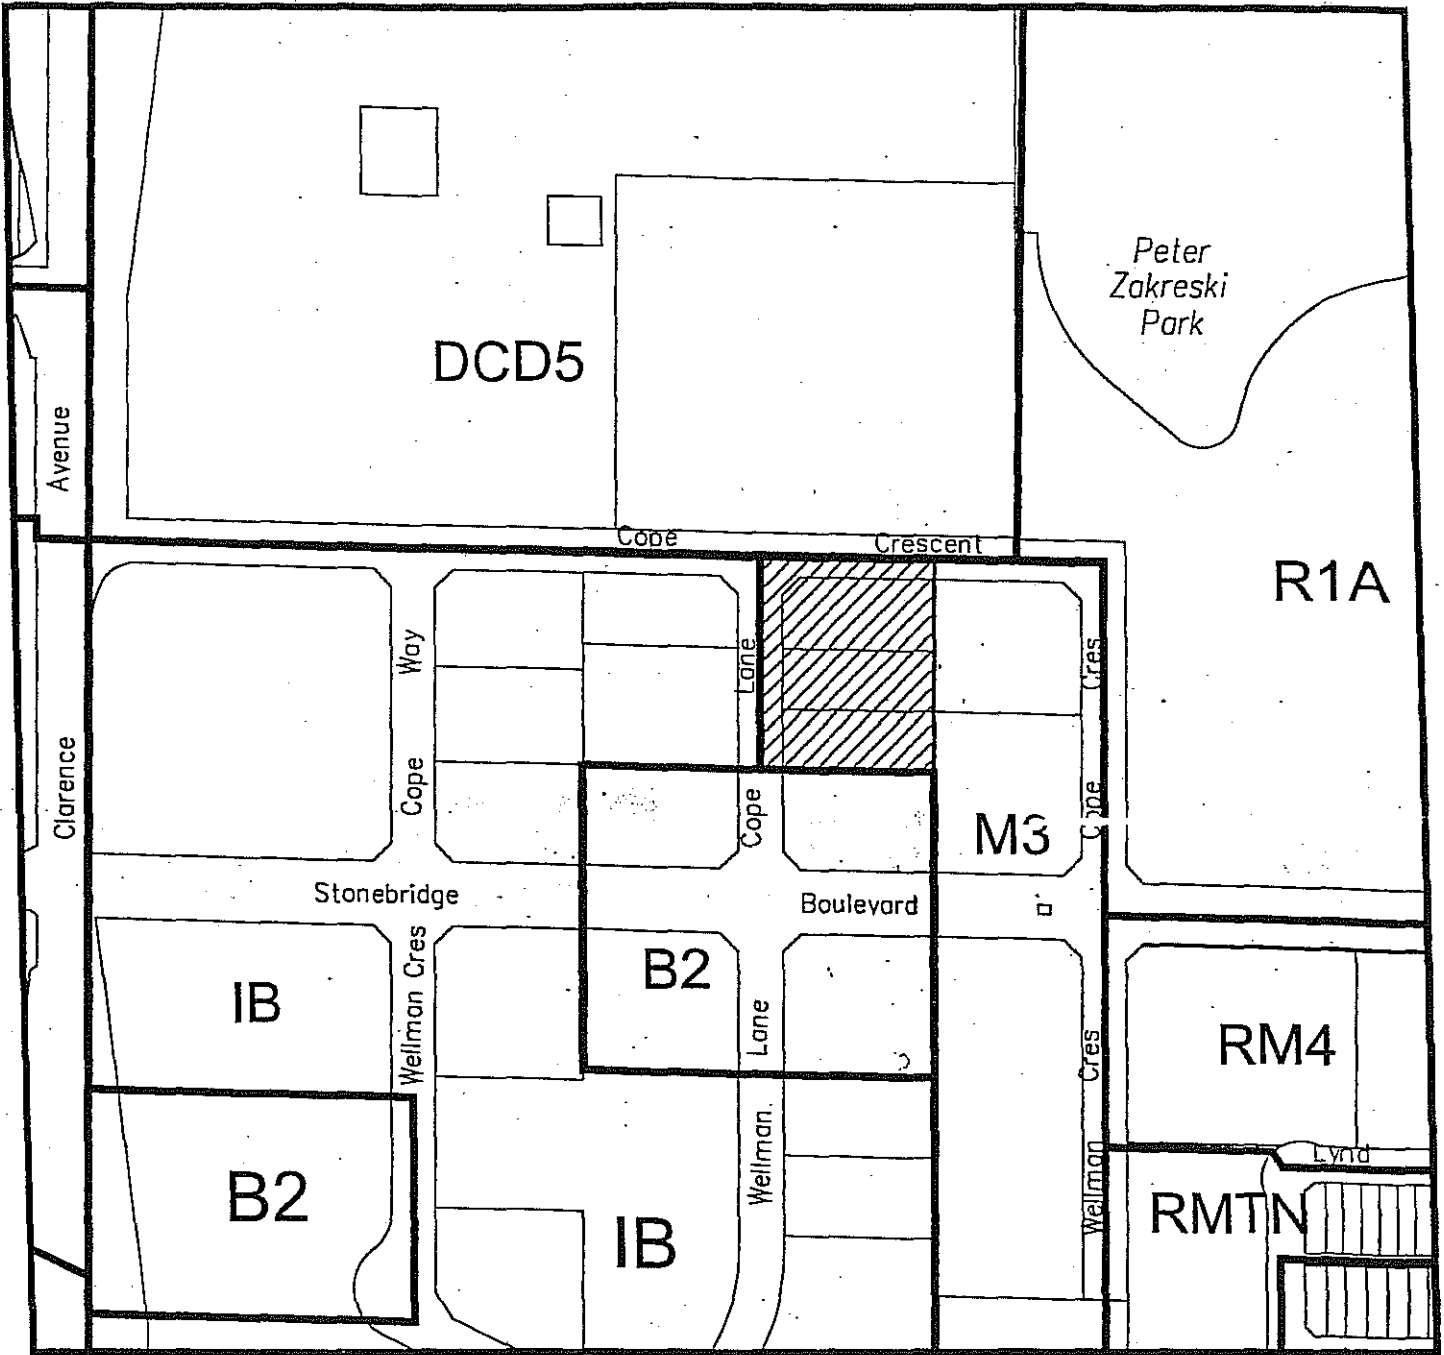 Peter
Zakreski
Park
DCD5
Avenue
Cope
Crescent
R1A
Way
Lane
Cres
Clarence
Cope
Cope
Cope
M3
Stonebridge
Boulevard
Wellman Cres
B2
IB
Lane
Cres
RM4
Wellman
Wellman
Lynd
B2
RMTN
IB